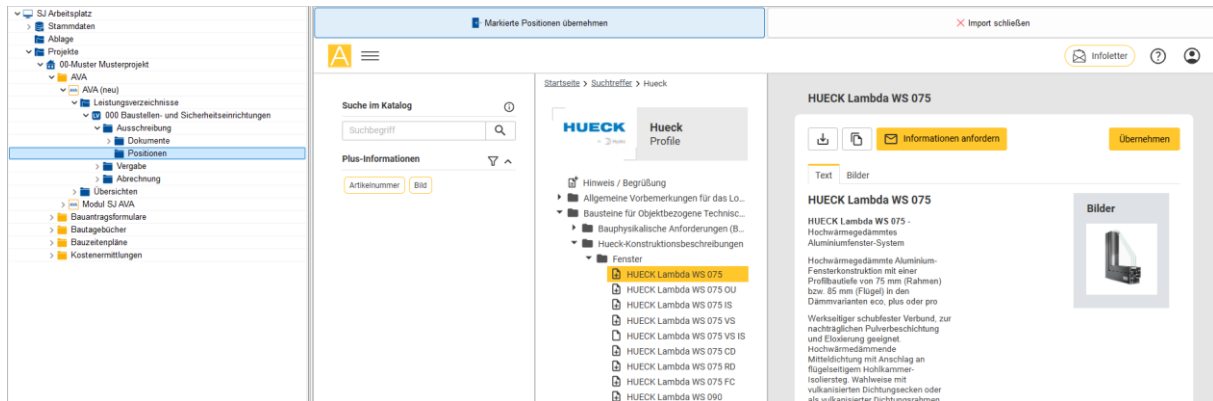 SJ Arbeitsplatz
Stammdaten
Ablage
Projekte
00-Muster Musterprojekt
AVA
AVA (neu)
Leistungsverzeichnisse
000 Baustellen- und Sicherheitseinrichtungen
Ausschreibung
Dokumente
Positionen
Vergabe
Abrechnung
Übersichten
Modul SJ AVA
Bauantragsformulare
Bautagebücher
Bauzeitenpläne
Kostenermittlungen
Markierte Positionen übernehmen
Import schließen
A
Infoletter
Suche im Katalog
Suchbegriff
Plus-Informationen
Artikelnummer Bild
Startseite > Suchtreffer > Hueck
HUECK
Hueck
Profile
Hinweis / Begrüßung
Allgemeine Vorbemerkungen für das Lo...
Bausteine für Objektbezogene Technisc...
Bauphysikalische Anforderungen (B...
Hueck-Konstruktionsbeschreibungen
Fenster
HUECK Lambda WS 075
HUECK Lambda WS 075 OU
HUECK Lambda WS 075 IS
HUECK Lambda WS 075 VS
HUECK Lambda WS 075 VS IS
HUECK Lambda WS 075 CD
HUECK Lambda WS 075 RD
HUECK Lambda WS 075 FC
HUECK Lambda WS 090
HUECK Lambda WS 075
Informationen anfordern
Übernehmen
Text Bilder
HUECK Lambda WS 075
HUECK Lambda WS 075 -
Hochwärmegedämmtes
Aluminiumfenster-System
Hochwärmegedämmte Aluminium-
Fensterkonstruktion mit einer
Profilbautiefe von 75 mm (Rahmen)
bzw. 85 mm (Flügel) in den
Dämmvarianten eco, plus oder pro
Werkseitiger schubfester Verbund, zur
nachträglichen Pulverbeschichtung
und Eloxierung geeignet.
Hochwärmedämmende
Mitteldichtung mit Anschlag an
flügelseitigem Hohlkammer-
Isoliersteg. Wahlweise mit
vulkanisierten Dichtungsecken oder
als vulkanisierter Dichtungsrahmen
Bilder